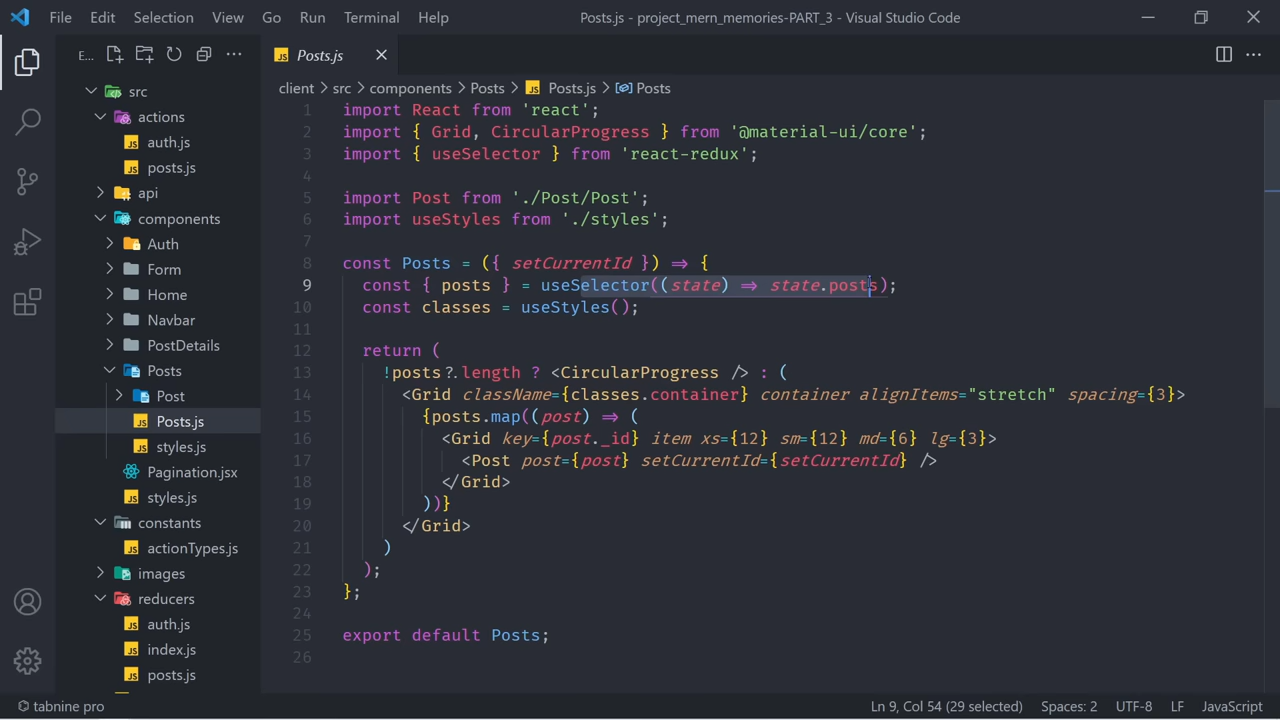 File Edit Selection View Go Run Terminal Help
Posts.js - project_mern_memories-PART_3 - Visual Studio Code
E...
src
actions
auth.js
posts.js
api
components
Auth
Form
Home
Navbar
PostDetails
Posts
Post
Posts.js
styles.js
Pagination.jsx
styles.js
constants
actionTypes.js
images
reducers
auth.js
index.js
posts.js
JS Posts.js
client > src > components > Posts > JS Posts.js > Posts
1 import React from 'react';
2 import { Grid, CircularProgress } from '@material-ui/core';
3 import { useSelector } from 'react-redux';
4
5 import Post from './Post/Post';
6 import useStyles from './styles';
7
8 const Posts = ({ setCurrentId }) => {
9 const { posts } = useSelector((state) => state.posts);
10 const classes = useStyles();
11
12 return (
13 !posts?.length ? <CircularProgress /> : (
14 <Grid className={classes.container} container alignItems="stretch" spacing={3}>
15 {posts.map((post) => (
16 <Grid key={post._id} item xs={12} sm={12} md={6} lg={3}>
17 <Post post={post} setCurrentId={setCurrentId} />
18 </Grid>
19 ))}
20 </Grid>
21 )
22 );
23 };
24
25 export default Posts;
26
tabnine pro
Ln 9, Col 54 (29 selected) Spaces: 2 UTF-8 LF JavaScript